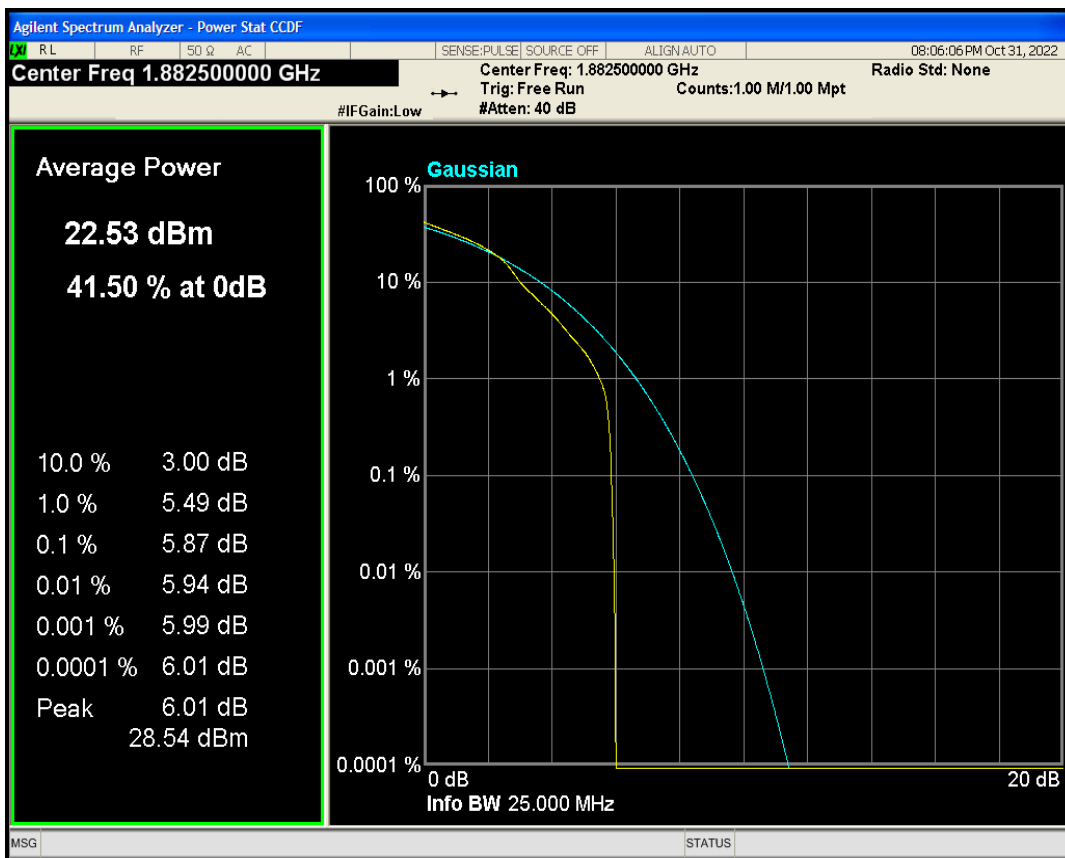 Agilent Spectrum Analyzer - Power Stat CCDF
LXI RL RF 50 Ω AC SENSE:PULSE SOURCE OFF ALIGN AUTO 08:06:06 PM Oct 31, 2022
Center Freq 1.882500000 GHz
Center Freq: 1.882500000 GHz Radio Std: None
Trig: Free Run Counts:1.00 M/1.00 Mpt
#IFGain:Low #Atten: 40 dB
Average Power
22.53 dBm
41.50 % at 0dB
10.0 % 3.00 dB
1.0 % 5.49 dB
0.1 % 5.87 dB
0.01 % 5.94 dB
0.001 % 5.99 dB
0.0001 % 6.01 dB
Peak 6.01 dB
28.54 dBm
Gaussian
100 %
10 %
1 %
0.1 %
0.01 %
0.001 %
0.0001 %
0 dB 20 dB
Info BW 25.000 MHz
MSG STATUS